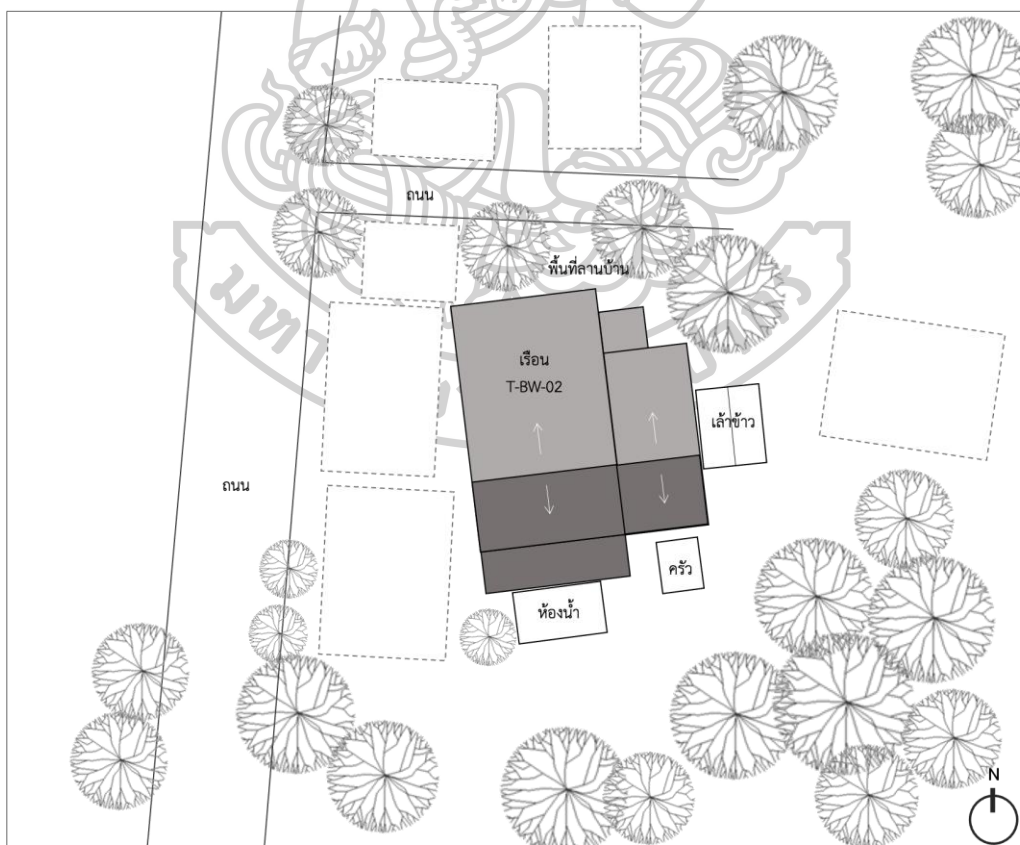 ถนน
พื้นที่ลานบ้าน
เรือน
T-BW-02
เล้าข้าว
ถนน
ครัว
ห้องน้ำ
N